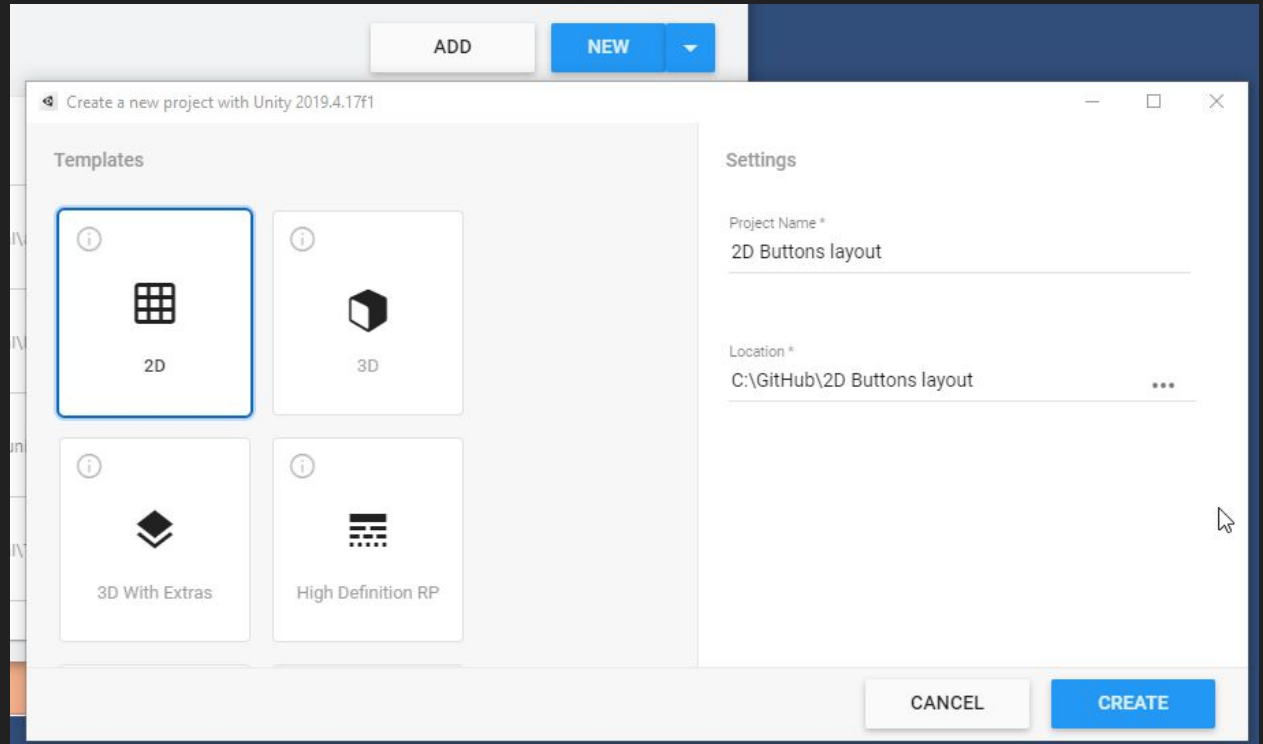 ADD
NEW
Create a new project with Unity 2019.4.17f1
Templates
Settings
2D
3D
3D With Extras
High Definition RP
Project Name *
2D Buttons layout
Location *
C:\GitHub\2D Buttons layout
...
CANCEL
CREATE